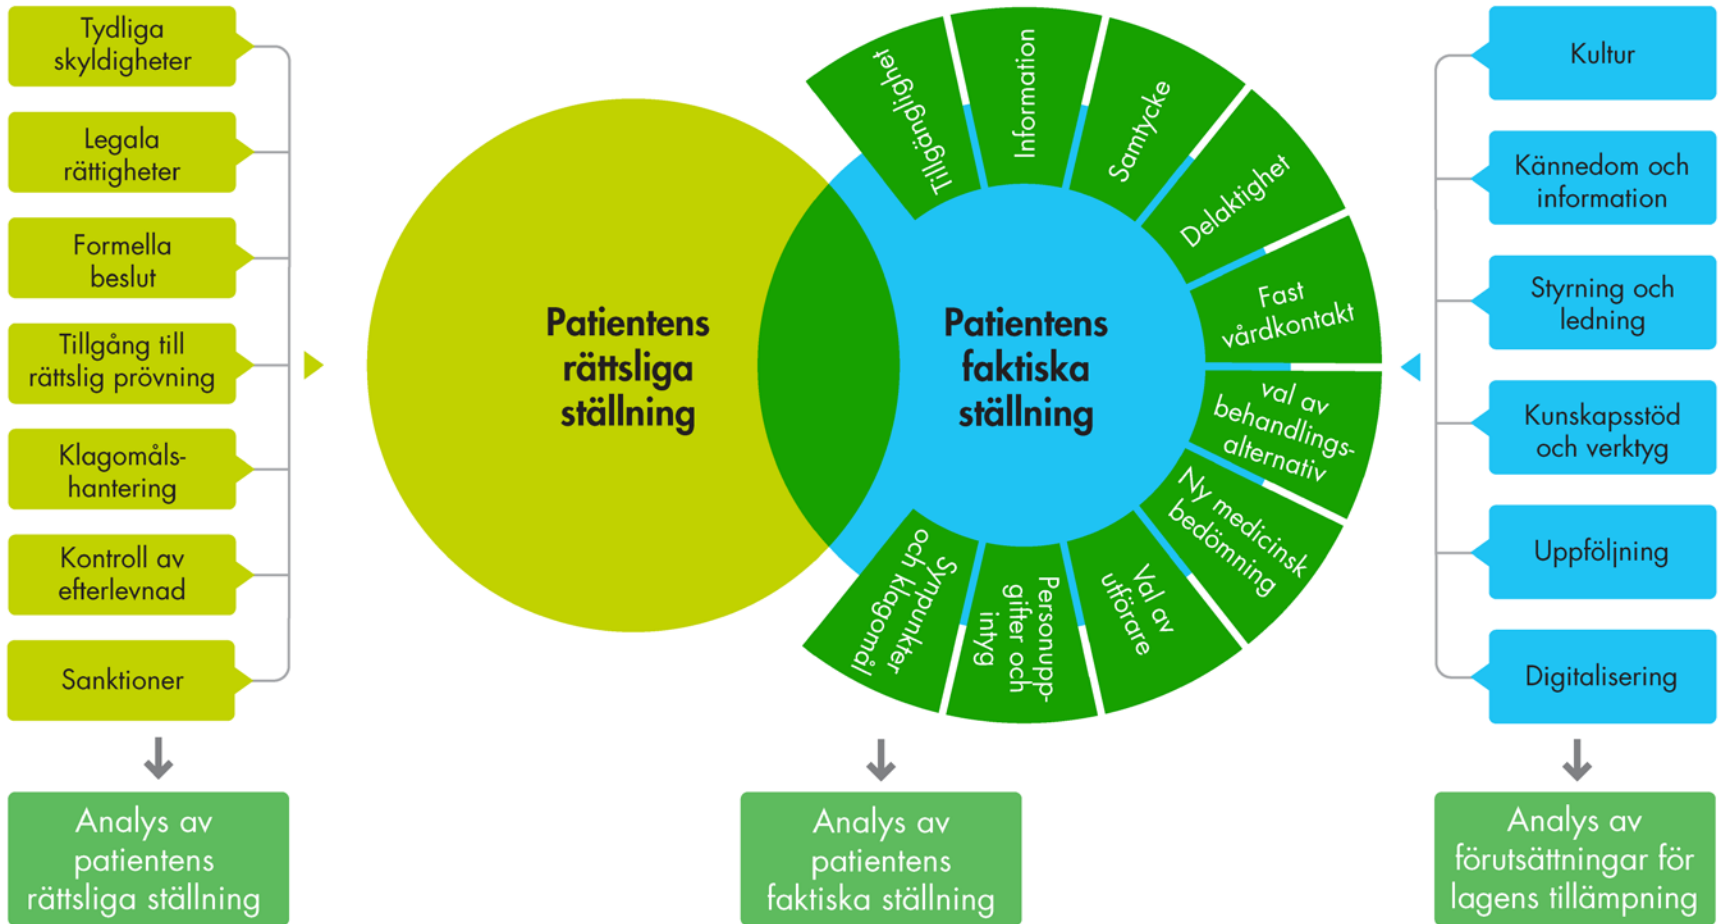 Tydliga
skyldigheter
Legala
rättigheter
Formella
beslut
Tillgång till
rättslig prövning
Klagomåls-
hantering
Kontroll av
efterlevnad
Sanktioner
Analys av
patientens
rättsliga ställning
Patientens
rättsliga
ställning
Patientens
faktiska
ställning
Tillgänglighet
Information
Samtycke
Delaktighet
Fast
vårdkontakt
val av
behandlings-
alternativ
Ny medicinsk
bedömning
Val av
utförare
Personupp-
gifter och
intyg
Synpunkter
och klagomål
Analys av
patientens
faktiska ställning
Kultur
Kännedom och
information
Styrning och
ledning
Kunskapsstöd
och verktyg
Uppföljning
Digitalisering
Analys av
förutsättningar för
lagens tillämpning